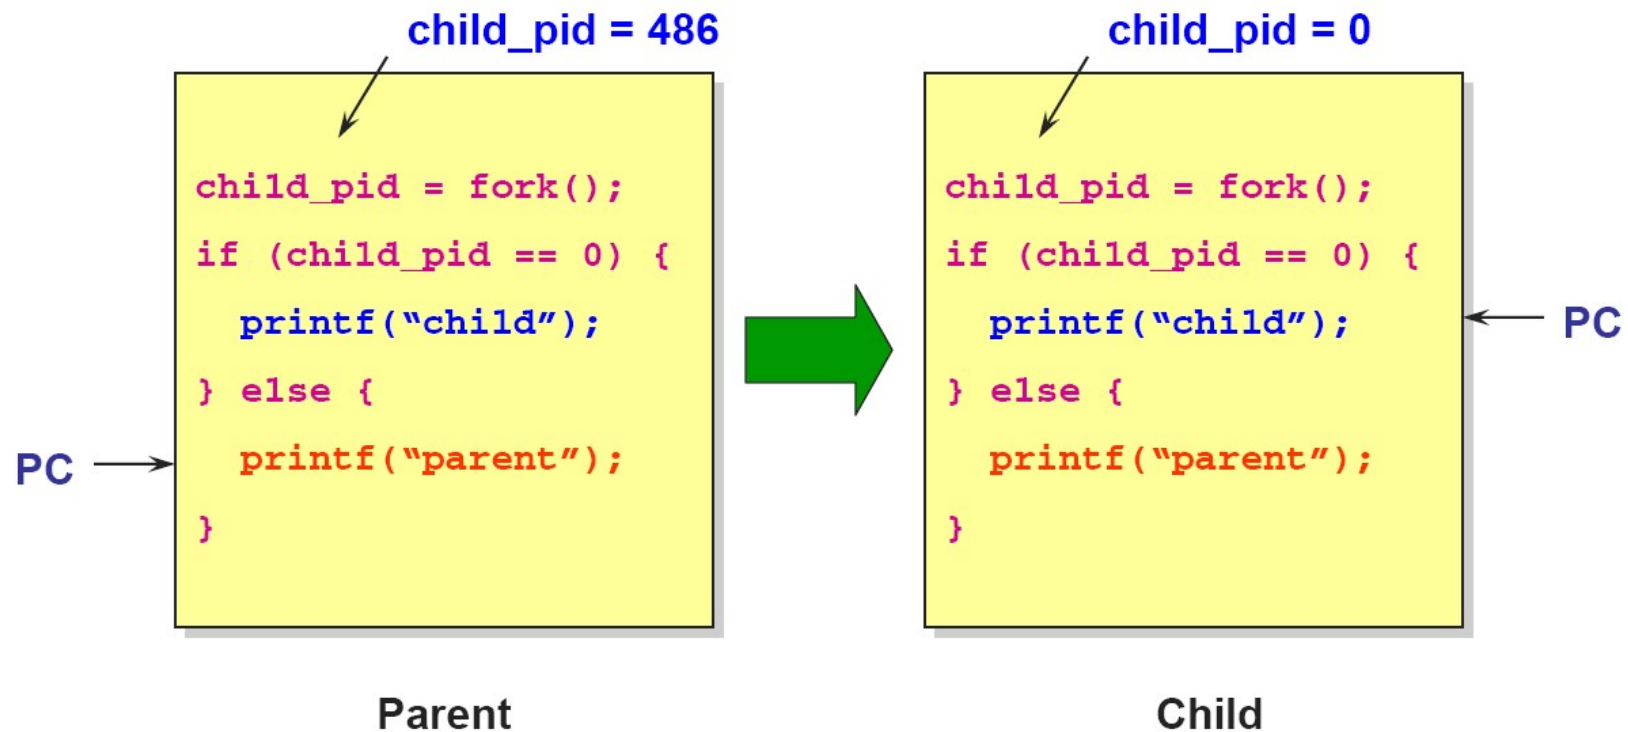 child_pid = 486
child_pid = fork();
if (child_pid == 0) {
printf(“child”);
} else {
PC
printf(“parent”);
}
Parent
child_pid = 0
child_pid = fork();
if (child_pid == 0) {
printf(“child”);
PC
} else {
printf(“parent”);
}
Child